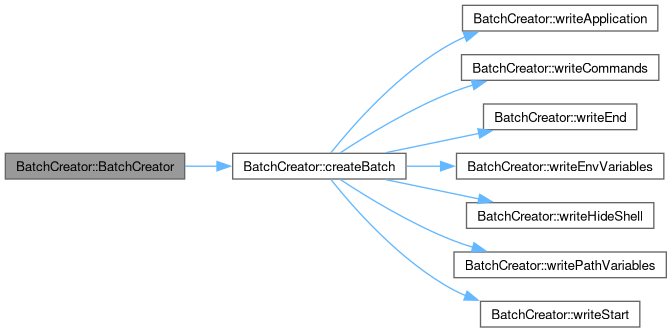 BatchCreator::BatchCreator
BatchCreator::createBatch
BatchCreator::writeApplication
BatchCreator::writeCommands
BatchCreator::writeEnd
BatchCreator::writeEnvVariables
BatchCreator::writeHideShell
BatchCreator::writePathVariables
BatchCreator::writeStart